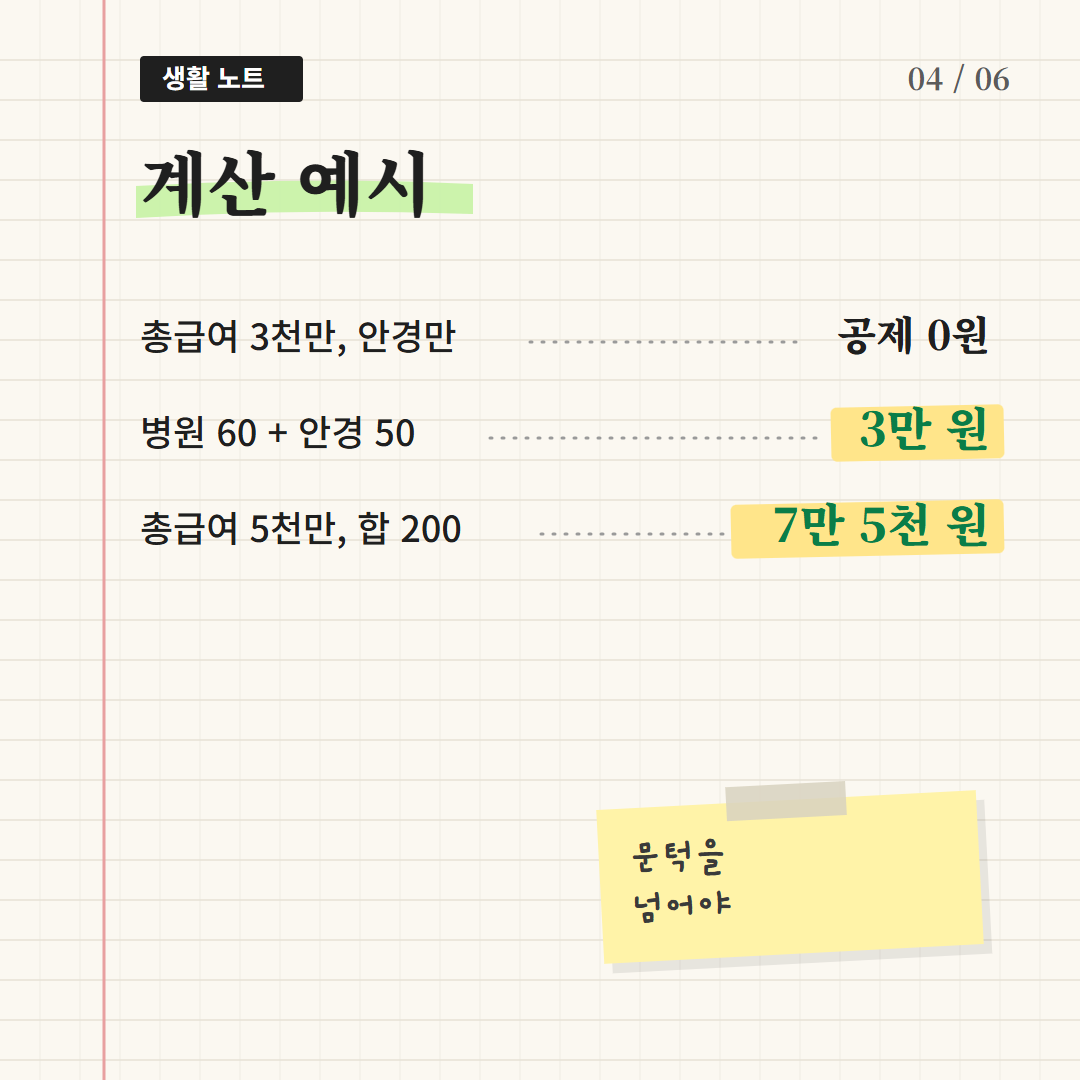 생활 노트
04 / 06
계산 예시
총급여 3천만, 안경만 공제 0원
병원 60 + 안경 50 3만 원
총급여 5천만, 합 200 7만 5천 원
문턱을
넘어야